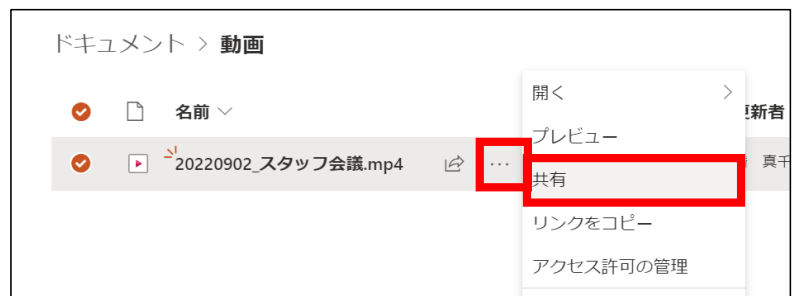 ドキュメント > 動画
名前
更新者
20220902_スタッフ会議.mp4
...
真千
開く
プレビュー
共有
リンクをコピー
アクセス許可の管理